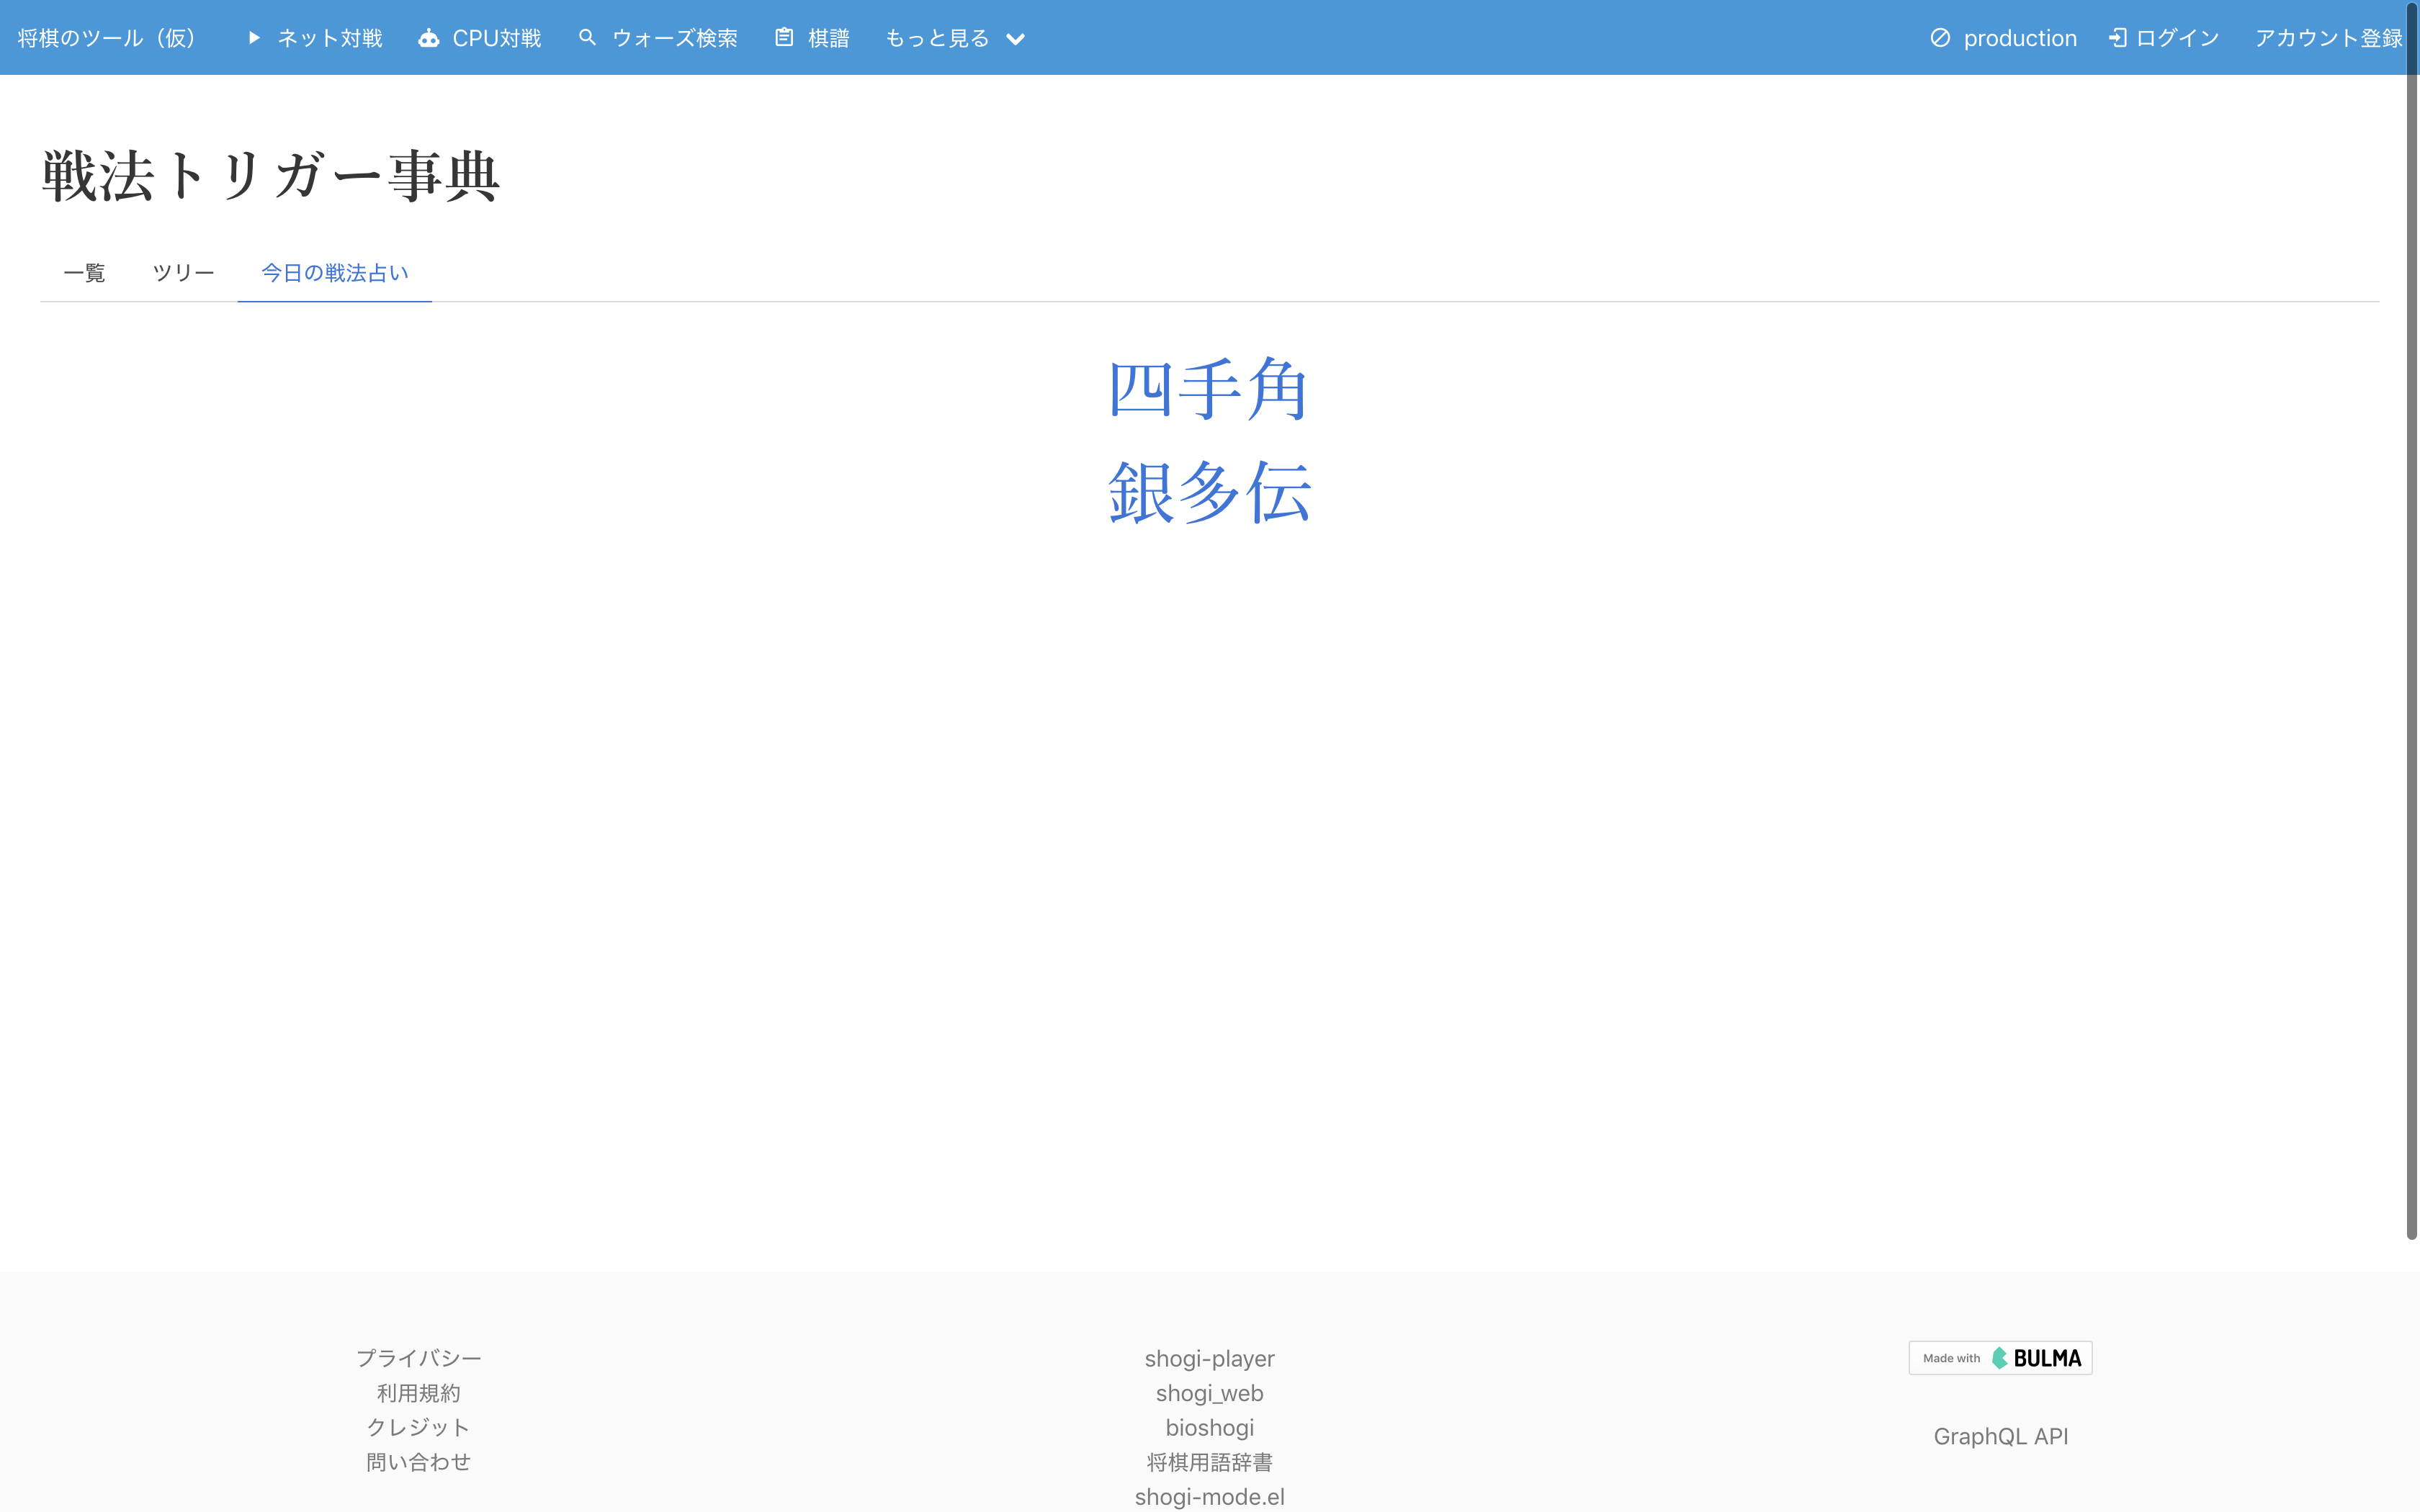 将棋のツール（仮） ネット対戦 CPU対戦 ウォーズ検索 棋譜 もっと見る production ログイン アカウント登録
戦法トリガー事典
一覧 ツリー 今日の戦法占い
四手角
銀多伝
プライバシー
利用規約
クレジット
問い合わせ
shogi-player
shogi_web
bioshogi
将棋用語辞書
shogi-mode.el
Made with BULMA
GraphQL API